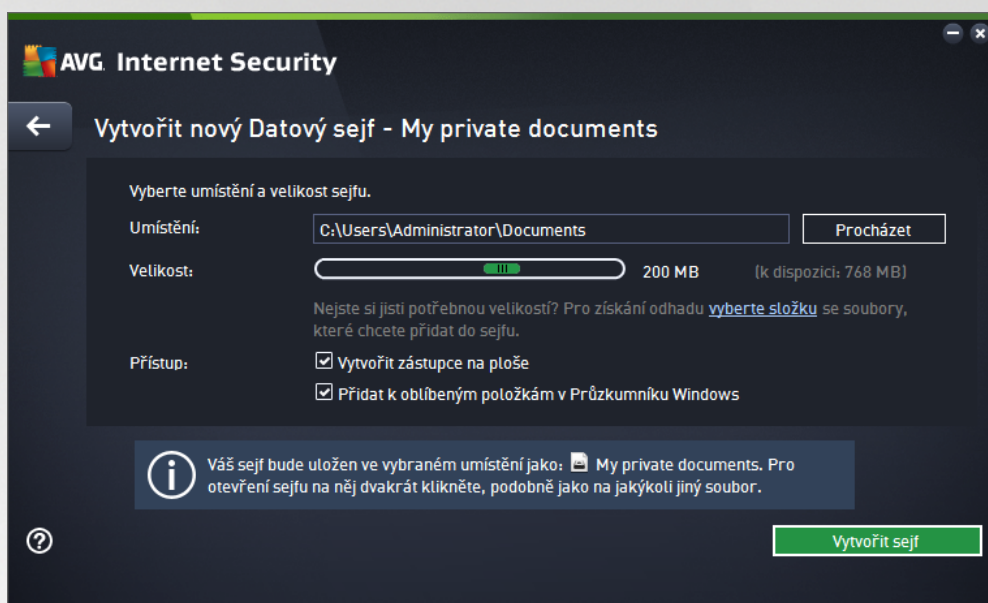 AVG. Internet Security
Vytvořit nový Datový sejf - My private documents
Vyberte umístění a velikost sejfu.
Umístění: C:\Users\Administrator\Documents Procházet
Velikost: 200 MB (k dispozici: 768 MB)
Nejste si jisti potřebnou velikostí? Pro získání odhadu vyberte složku se soubory,
které chcete přidat do sejfu.
Přístup: Vytvořit zástupce na ploše
Přidat k oblíbeným položkám v Průzkumníku Windows
Váš sejf bude uložen ve vybraném umístění jako: My private documents. Pro
otevření sejfu na něj dvakrát klikněte, podobně jako na jakýkoli jiný soubor.
Vytvořit sejf